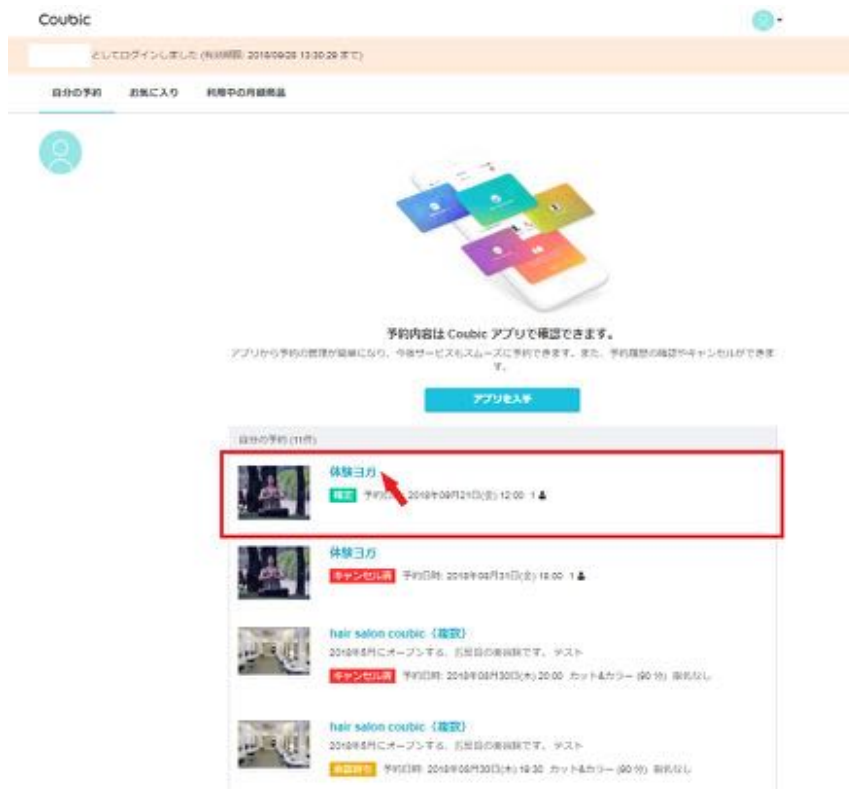 Coubic
としてログインしました (有効期限: 2018/09/28 13:30:29 まで)
自分の予約 お気に入り 利用中の月額商品
予約内容は Coubic アプリで確認できます。
アプリから予約の管理が簡単になり、今後サービスもスムーズに予約できます。また、予約履歴の確認やキャンセルができま
す。
アプリを入手
自分の予約 (11件)
体験ヨガ
確定 予約日時: 2018年09月21日(金) 12:00 1
体験ヨガ
キャンセル済 予約日時: 2018年08月31日(金) 18:00 1
hair salon coubic (複数)
2018年5月にオープンする、五反田の美容院です。 テスト
キャンセル済 予約日時: 2018年08月30日(木) 20:00 カット&カラー (90 分) 指名なし
hair salon coubic (複数)
2018年5月にオープンする、五反田の美容院です。 テスト
承認待ち 予約日時: 2018年08月30日(木) 19:30 カット&カラー (90 分) 指名なし